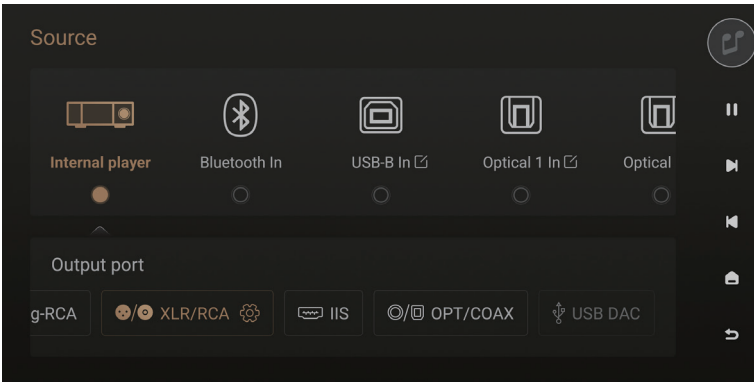 Source
Internal player
Bluetooth In
USB-B In
Optical 1 In
Optical
Output port
g-RCA
XLR/RCA
IIS
OPT/COAX
USB DAC